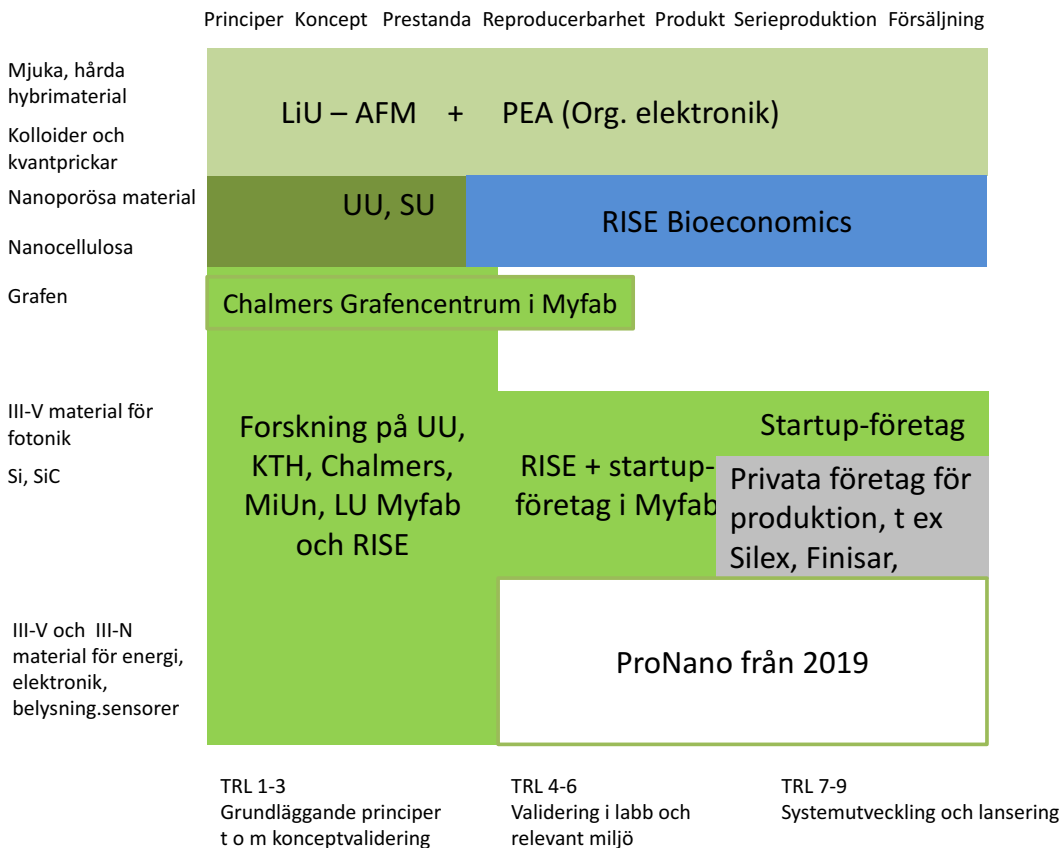 Principer Koncept Prestanda Reproducerbarhet Produkt Serieproduktion Försäljning
Mjuka, hårda
hybrimaterial
Kolloider och
kvantprickar
LiU – AFM + PEA (Org. elektronik)
Nanoporösa material
Nanocellulosa
UU, SU
RISE Bioeconomics
Grafen
Chalmers Grafencentrum i Myfab
III-V material för
fotonik
Si, SiC
Forskning på UU,
KTH, Chalmers,
MiUn, LU Myfab
och RISE
RISE + startup-
företag i Myfab
Startup-företag
Privata företag för
produktion, t ex
Silex, Finisar,
III-V och III-N
material för energi,
elektronik,
belysning.sensorer
ProNano från 2019
TRL 1-3
Grundläggande principer
t o m konceptvalidering
TRL 4-6
Validering i labb och
relevant miljö
TRL 7-9
Systemutveckling och lansering